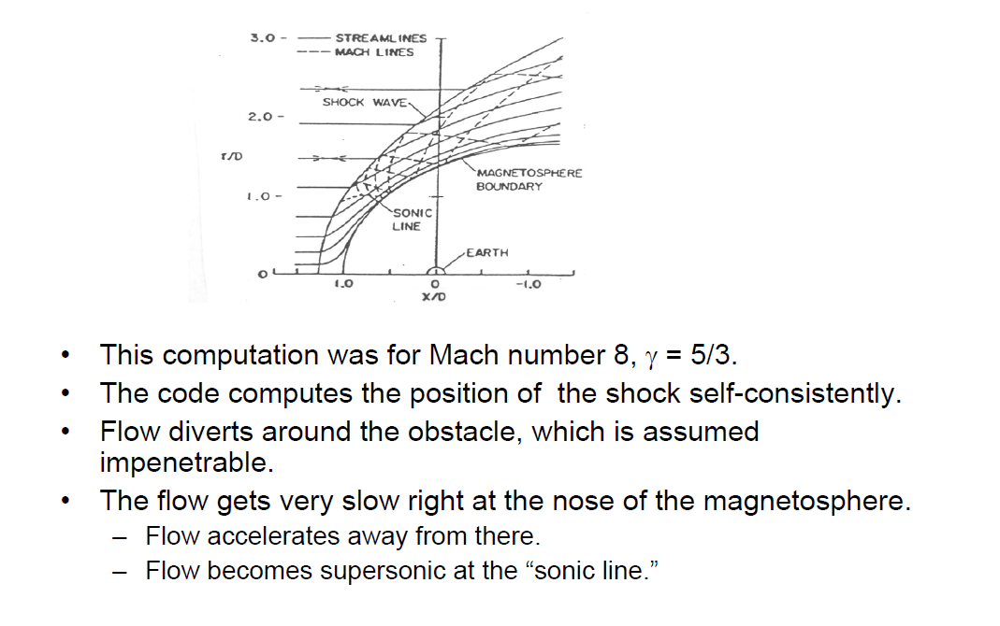 3.0 - —— STREAMLINES
--- MACH LINES
SHOCK WAVE
2.0 -
r/D
MAGNETOSPHERE
BOUNDARY
1.0 -
SONIC
LINE
EARTH
0
1.0 0 -1.0
X/D
• This computation was for Mach number 8, γ = 5/3.
• The code computes the position of the shock self-consistently.
• Flow diverts around the obstacle, which is assumed
impenetrable.
• The flow gets very slow right at the nose of the magnetosphere.
– Flow accelerates away from there.
– Flow becomes supersonic at the “sonic line.”